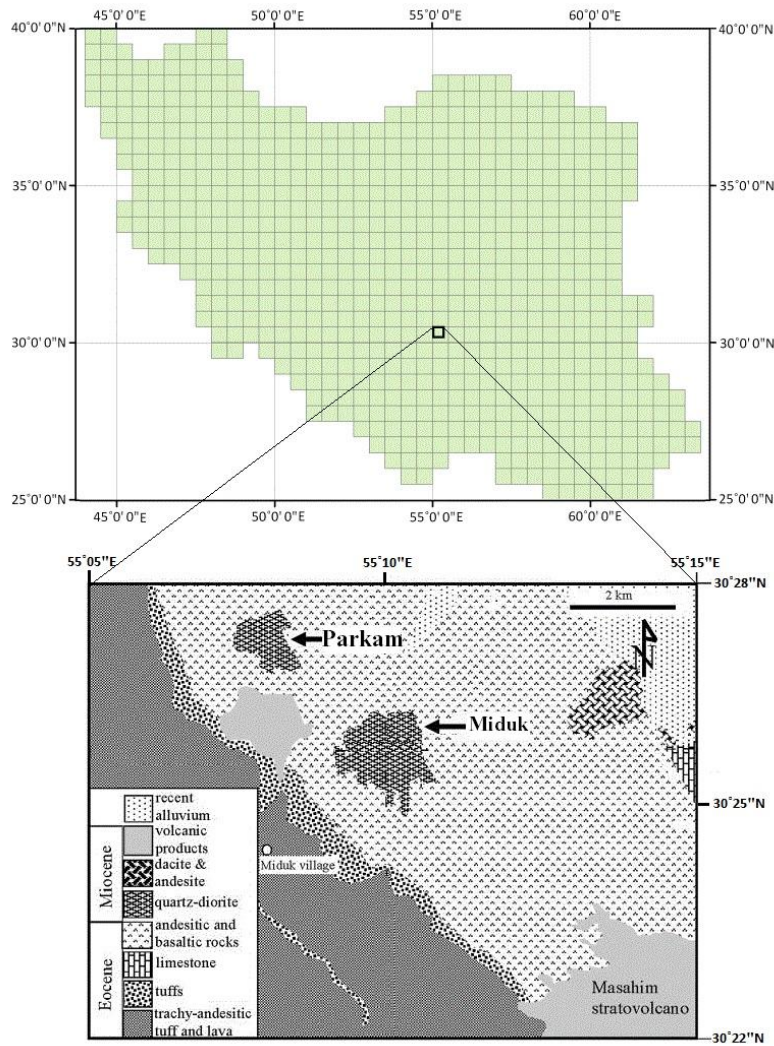 45°0'0"E 50°0'0"E 55°0'0"E 60°0'0"E
40°0'0"N 40°0'0"N
35°0'0"N 35°0'0"N
30°0'0"N 30°0'0"N
25°0'0"N 25°0'0"N
45°0'0"E 50°0'0"E 55°0'0"E 60°0'0"E
55°05"E 55°10"E 55°15"E
30°28"N
2 km
N
Parkam
Miduk
30°25"N
Miduk village
recent
alluvium
Miocene
volcanic
products
dacite &
andesite
quartz-diorite
Eocene
andesitic and
basaltic rocks
limestone
tuffs
trachy-andesitic
tuff and lava
Masahim
stratovolcano
30°22"N